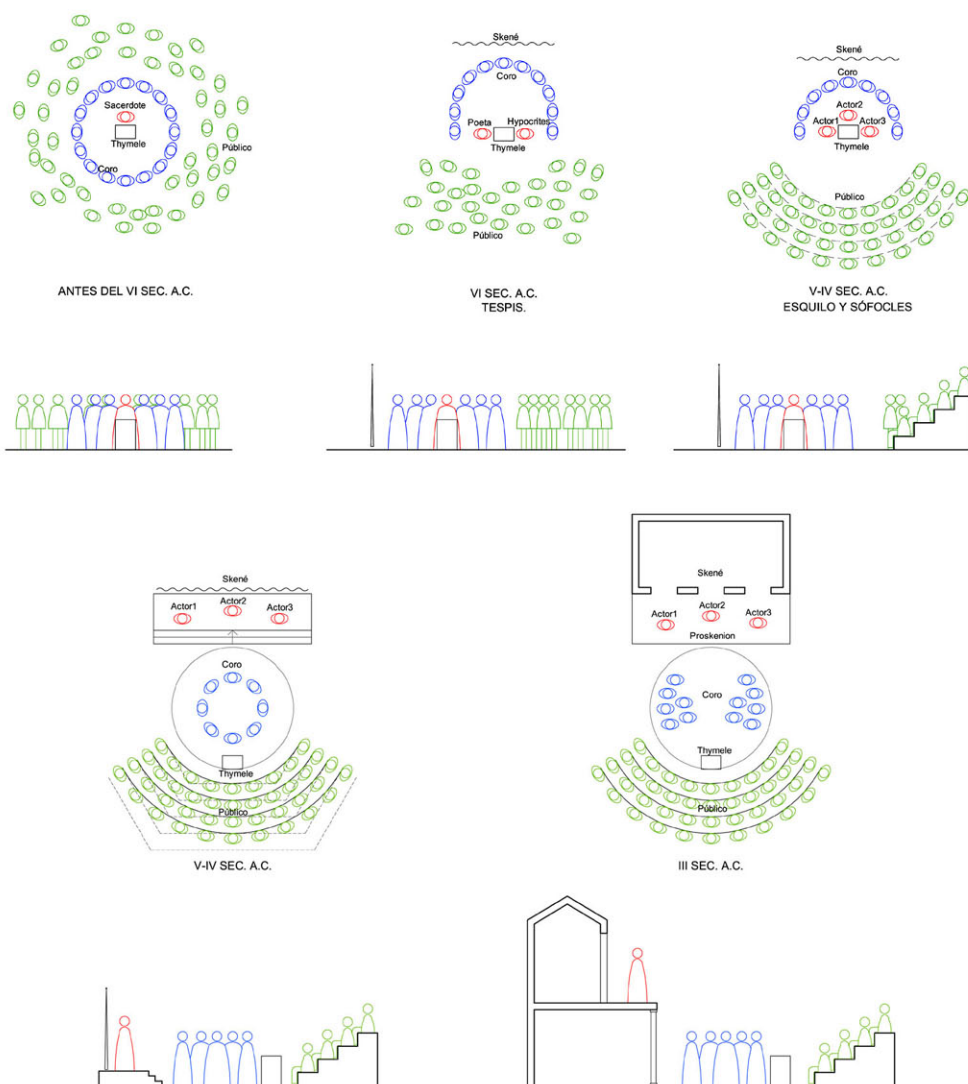 Sacerdote
Thymele
Público
Coro
ANTES DEL VI SEC. A.C.
Skené
Coro
Poeta
Hypocrites
Thymele
Público
VI SEC. A.C.
TESPIS.
Skené
Coro
Actor2
Actor1
Actor3
Thymele
Público
V-IV SEC. A.C.
ESQUILO Y SÓFOCLES
Skené
Actor1
Actor2
Actor3
Coro
Thymele
Público
V-IV SEC. A.C.
Skené
Actor1
Actor2
Actor3
Proskenion
Coro
Thymele
Público
III SEC. A.C.